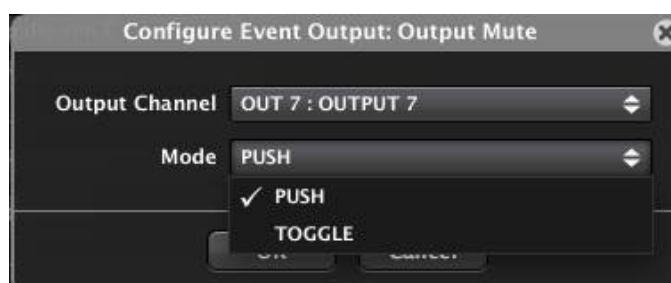 Configure Event Output: Output Mute
Output Channel OUT 7 : OUTPUT 7
Mode PUSH
✓ PUSH
TOGGLE